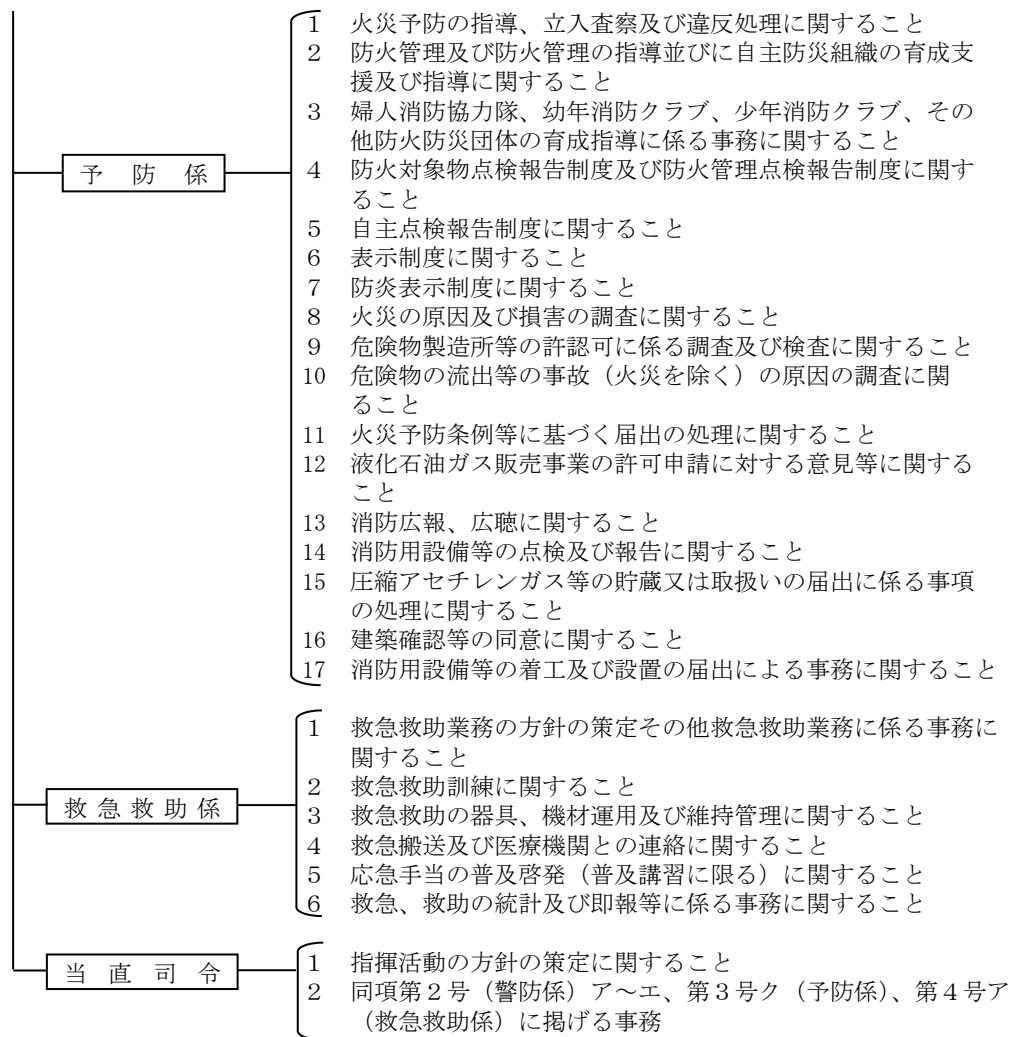 予防係
１ 火災予防の指導、立入査察及び違反処理に関すること
２ 防火管理及び防火管理の指導並びに自主防災組織の育成支
援及び指導に関すること
３ 婦人消防協力隊、幼年消防クラブ、少年消防クラブ、その
他防火防災団体の育成指導に係る事務に関すること
４ 防火対象物点検報告制度及び防火管理点検報告制度に関す
ること
５ 自主点検報告制度に関すること
６ 表示制度に関すること
７ 防炎表示制度に関すること
８ 火災の原因及び損害の調査に関すること
９ 危険物製造所等の許認可に係る調査及び検査に関すること
10 危険物の流出等の事故（火災を除く）の原因の調査に関
ること
11 火災予防条例等に基づく届出の処理に関すること
12 液化石油ガス販売事業の許可申請に対する意見等に関する
こと
13 消防広報、広聴に関すること
14 消防用設備等の点検及び報告に関すること
15 圧縮アセチレンガス等の貯蔵又は取扱いの届出に係る事項
の処理に関すること
16 建築確認等の同意に関すること
17 消防用設備等の着工及び設置の届出による事務に関すること
救急救助係
１ 救急救助業務の方針の策定その他救急救助業務に係る事務に
関すること
２ 救急救助訓練に関すること
３ 救急救助の器具、機材運用及び維持管理に関すること
４ 救急搬送及び医療機関との連絡に関すること
５ 応急手当の普及啓発（普及講習に限る）に関すること
６ 救急、救助の統計及び即報等に係る事務に関すること
当直司令
１ 指揮活動の方針の策定に関すること
２ 同項第２号（警防係）ア～エ、第３号ク（予防係）、第４号ア
（救急救助係）に掲げる事務